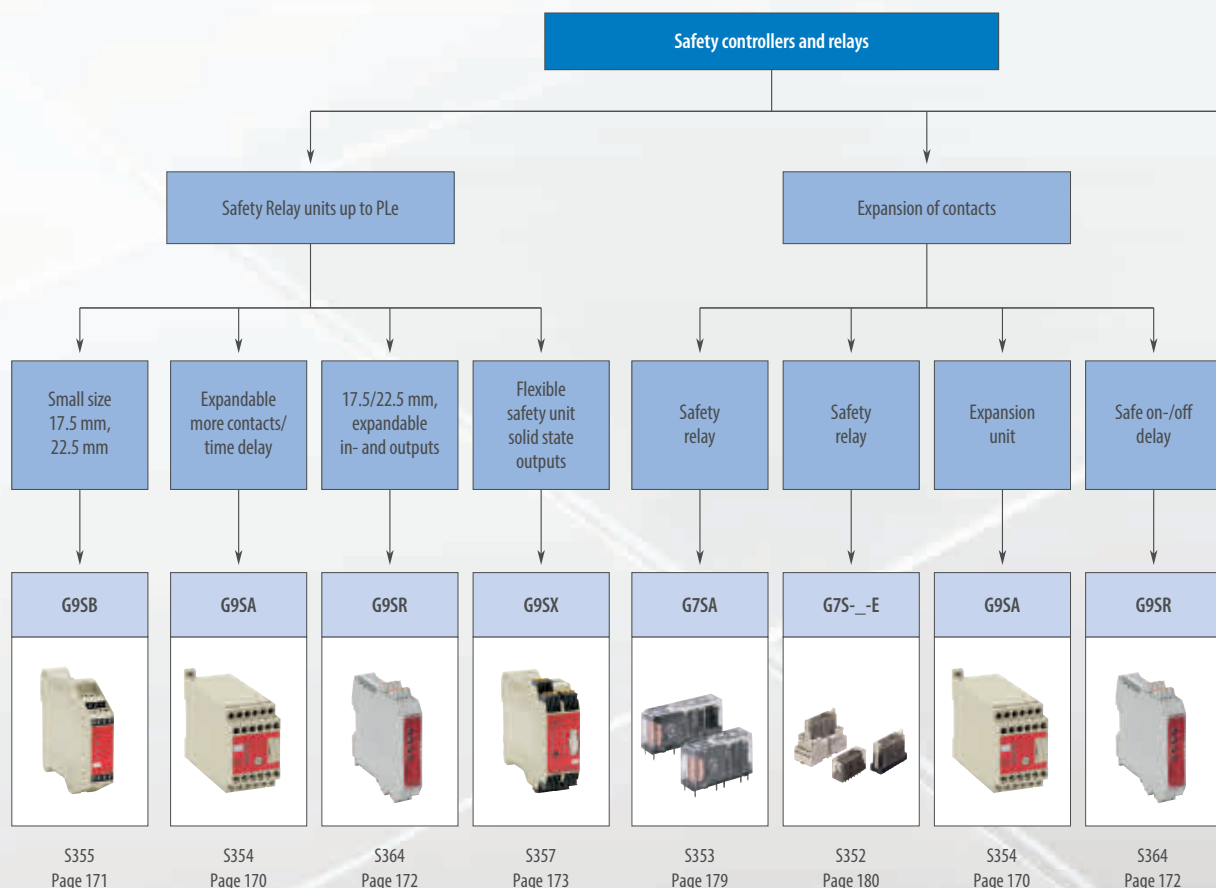 Safety controllers and relays
Safety Relay units up to PLe
Expansion of contacts
Small size
17.5 mm,
22.5 mm
Expandable
more contacts/
time delay
17.5/22.5 mm,
expandable
in- and outputs
Flexible
safety unit
solid state
outputs
Safety
relay
Safety
relay
Expansion
unit
Safe on-/off
delay
G9SB
G9SA
G9SR
G9SX
G7SA
G7S-_-E
G9SA
G9SR
S355
Page 171
S354
Page 170
S364
Page 172
S357
Page 173
S353
Page 179
S352
Page 180
S354
Page 170
S364
Page 172